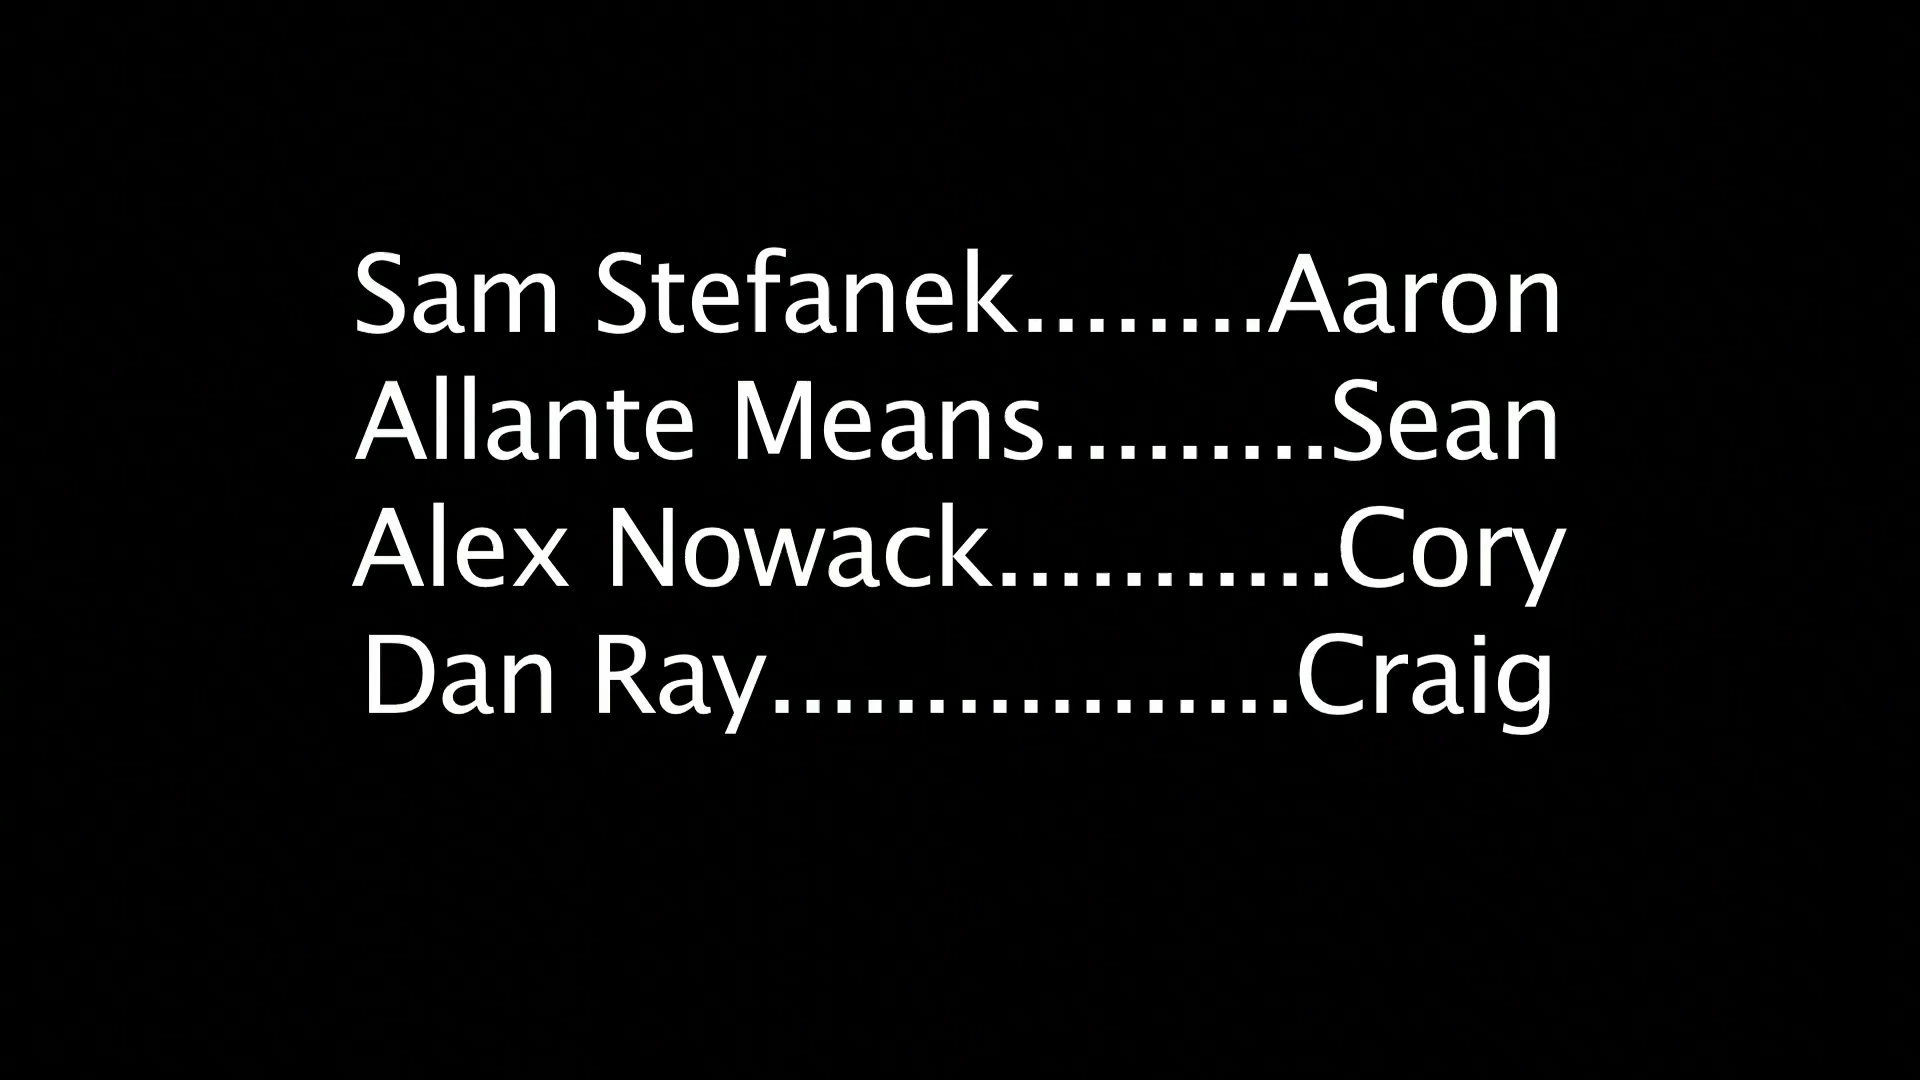 Sam Stefanek........Aaron
Allante Means.........Sean
Alex Nowack...........Cory
Dan Ray.................Craig